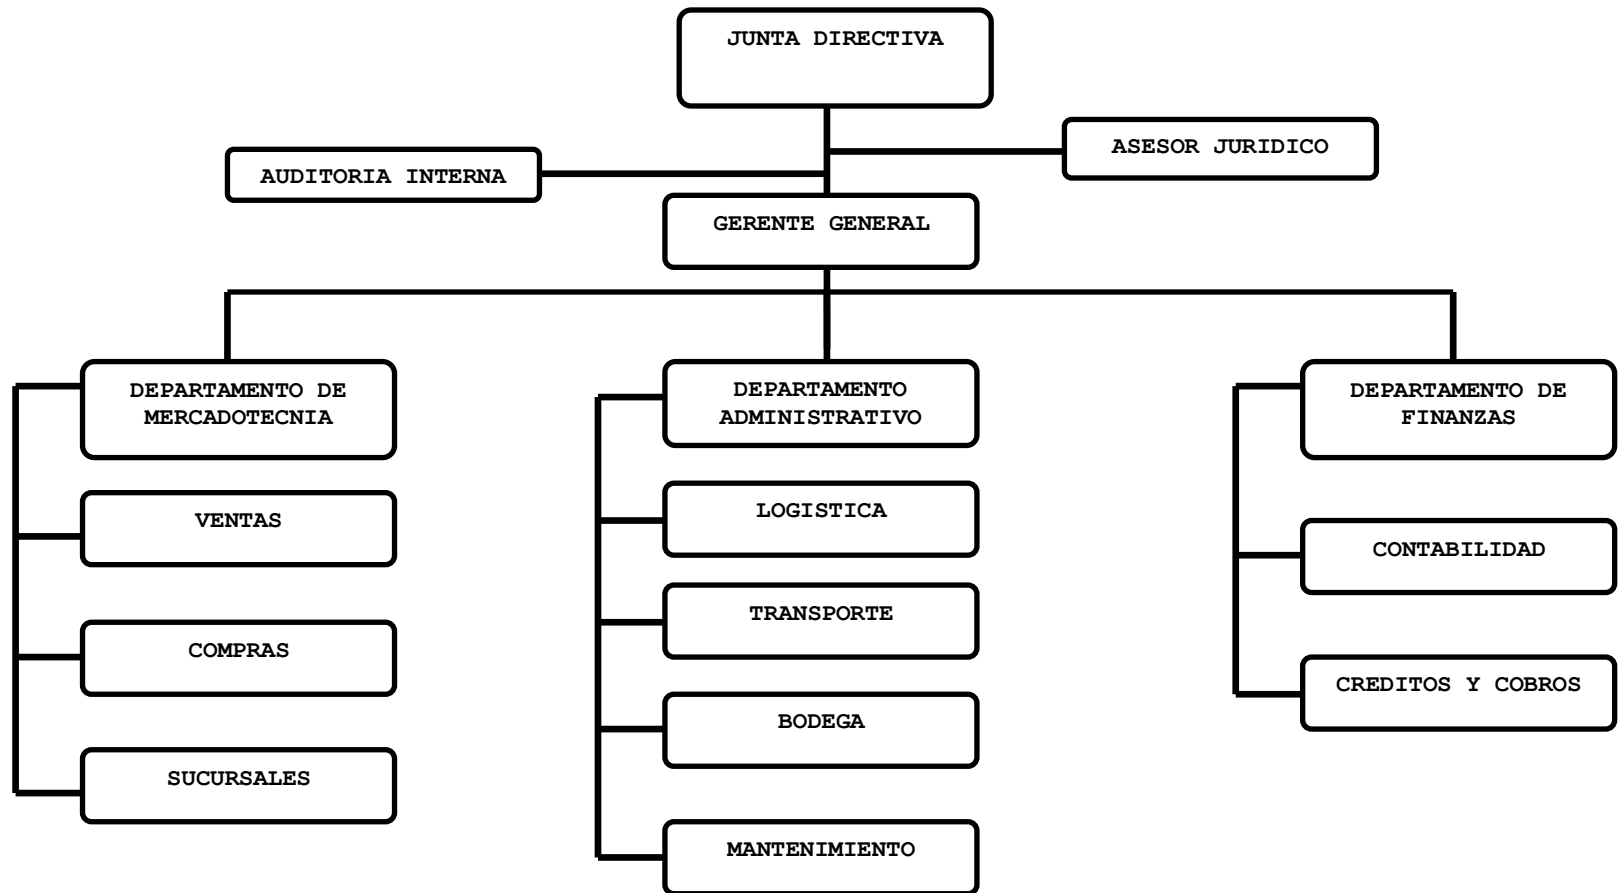 JUNTA DIRECTIVA
ASESOR JURIDICO
AUDITORIA INTERNA
GERENTE GENERAL
DEPARTAMENTO DE
MERCADOTECNIA
VENTAS
COMPRAS
SUCURSALES
DEPARTAMENTO
ADMINISTRATIVO
LOGISTICA
TRANSPORTE
BODEGA
MANTENIMIENTO
DEPARTAMENTO DE
FINANZAS
CONTABILIDAD
CREDITOS Y COBROS